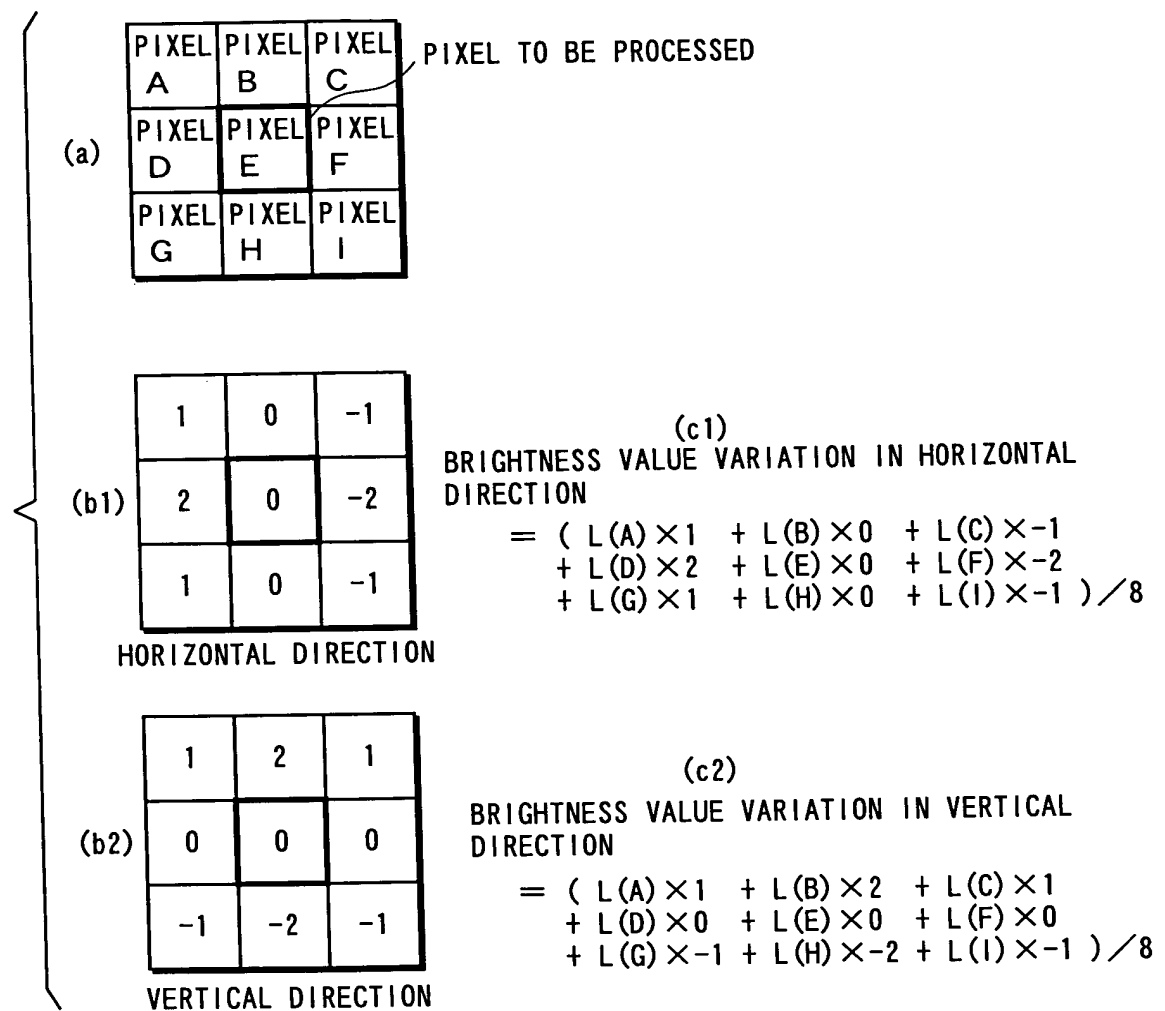 PIXEL PIXEL PIXEL
A B C
PIXEL TO BE PROCESSED
(a)
PIXEL PIXEL PIXEL
D E F
PIXEL PIXEL PIXEL
G H I
(b1)
1 0 -1
2 0 -2
1 0 -1
HORIZONTAL DIRECTION
(c1)
BRIGHTNESS VALUE VARIATION IN HORIZONTAL
DIRECTION
= ( L(A)×1 + L(B)×0 + L(C)×-1
+ L(D)×2 + L(E)×0 + L(F)×-2
+ L(G)×1 + L(H)×0 + L(I)×-1 )/8
(b2)
1 2 1
0 0 0
-1 -2 -1
VERTICAL DIRECTION
(c2)
BRIGHTNESS VALUE VARIATION IN VERTICAL
DIRECTION
= ( L(A)×1 + L(B)×2 + L(C)×1
+ L(D)×0 + L(E)×0 + L(F)×0
+ L(G)×-1 + L(H)×-2 + L(I)×-1 )/8